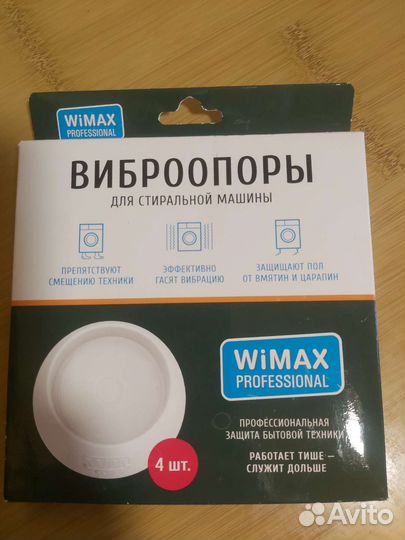 WiMAX
PROFESSIONAL
ВИБРООПОРЫ
ДЛЯ СТИРАЛЬНОЙ МАШИНЫ
ПРЕПЯТСТВУЮТ
СМЕЩЕНИЮ ТЕХНИКИ
ЭФФЕКТИВНО
ГАСЯТ ВИБРАЦИЮ
ЗАЩИЩАЮТ ПОЛ
ОТ ВМЯТИН И ЦАРАПИН
WiMAX
PROFESSIONAL
ПРОФЕССИОНАЛЬНАЯ
ЗАЩИТА БЫТОВОЙ ТЕХНИКИ
РАБОТАЕТ ТИШЕ –
СЛУЖИТ ДОЛЬШЕ
4 шт.
Avito